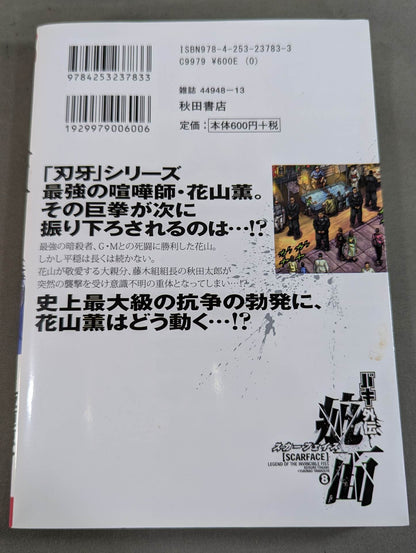 9784253237833
1929979006006
ISBN978-4-253-23783-3
C9979 ¥600E (0)
雑誌 44948-13
秋田書店
定価:本体600円+税
「刃牙」シリーズ
最強の喧嘩師・花山薫。
その巨拳が次に
振り下ろされるのは…!?
最強の暗殺者、G・Mとの死闘に勝利した花山。
しかし平穏は長くは続かない。
花山が敬愛する大親分、藤木組組長の秋田太郎が
突然の襲撃を受け意識不明の重体となってしまい…!?
史上最大級の抗争の勃発に、
花山薫はどう動く…!?
バキ外伝
スカーフェイス
疵面
[SCARFACE]
LEGEND OF THE INVINCIBLE FIST
8